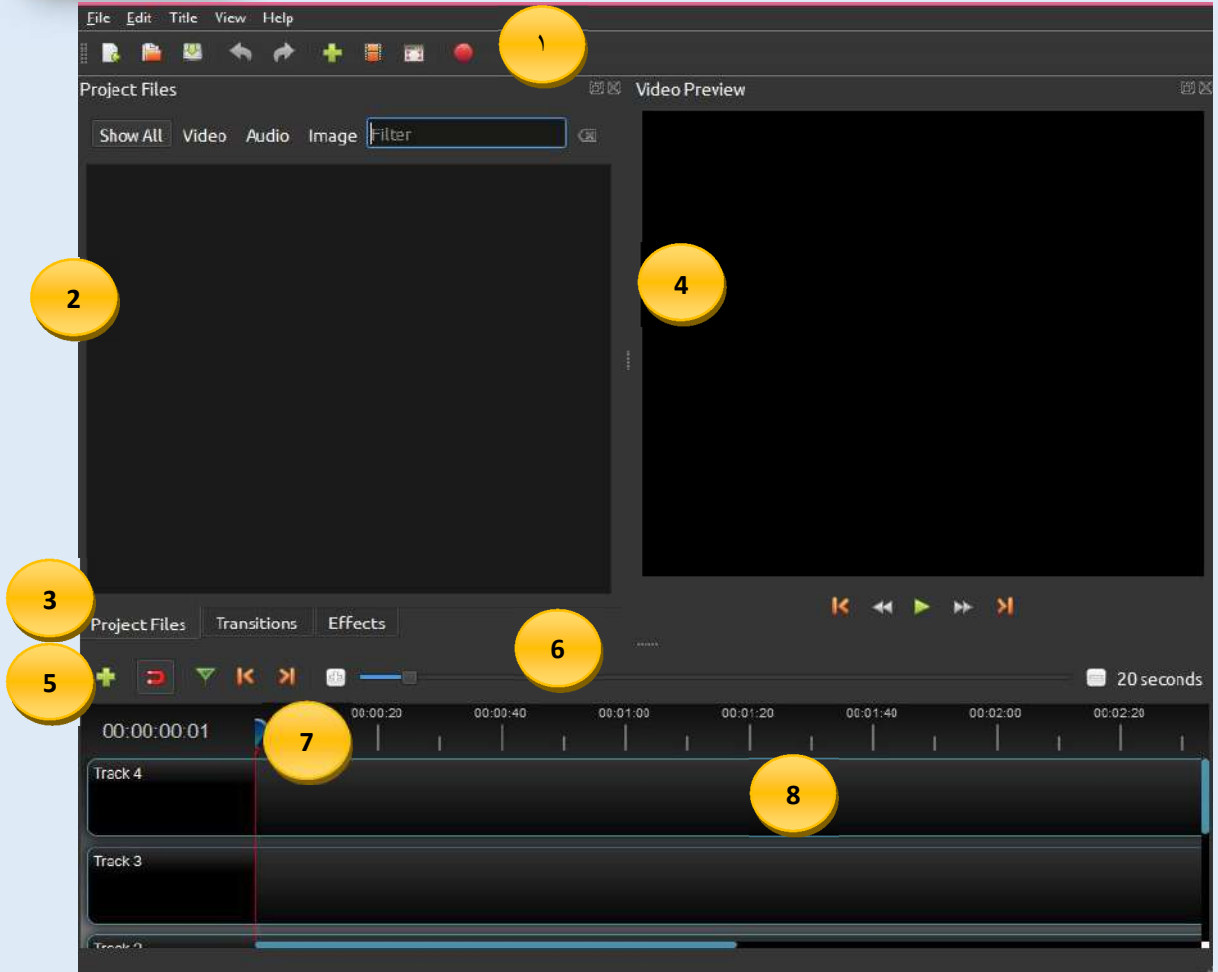 File Edit Title View Help
١
Project Files Video Preview
Show All Video Audio Image Filter
2
4
3
Project Files Transitions Effects
6
5
20 seconds
00:00:20 00:00:40 00:01:00 00:01:20 00:01:40 00:02:00 00:02:20
00:00:00:01
7
Track 4
8
Track 3
Track 2